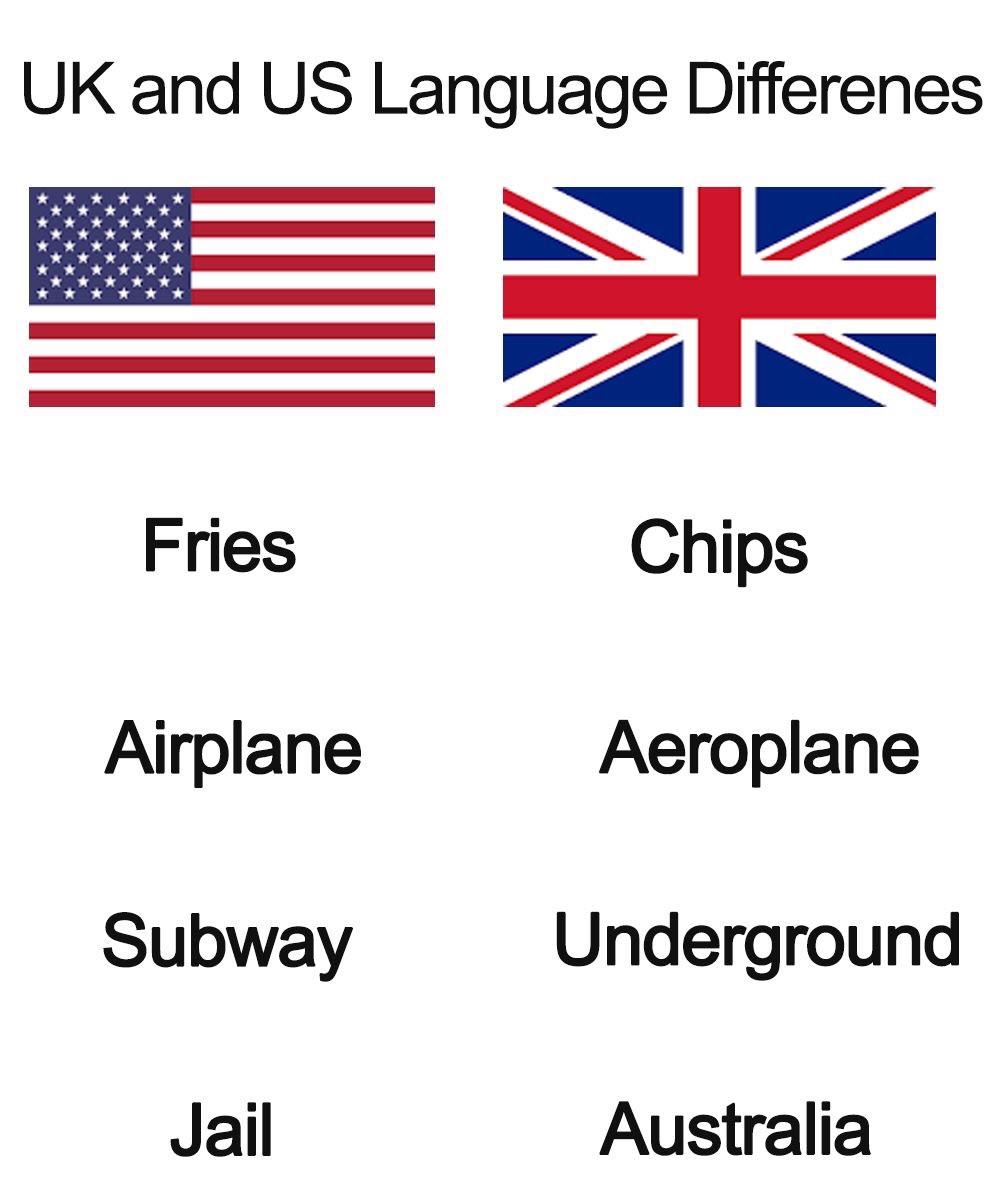 UK and US Language Differenes
Fries Chips
Airplane Aeroplane
Subway Underground
Jail Australia